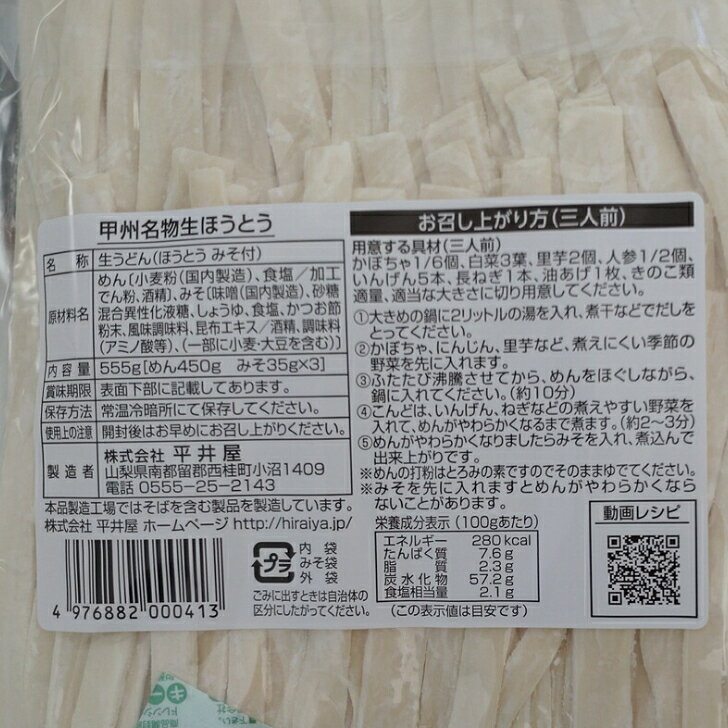 甲州名物生ほうとう
名称 生うどん(ほうとう みそ付)
原材料名 めん〔小麦粉(国内製造)、食塩/加工
でん粉、酒精〕、みそ〔味噌(国内製造)、砂糖
混合異性化液糖、しょうゆ、食塩、かつお節
粉末、風味調味料、昆布エキス/酒精、調味料
(アミノ酸等)、(一部に小麦・大豆を含む)〕
内容量 555g[めん450g みそ35g×3]
賞味期限 表面下部に記載してあります。
保存方法 常温冷暗所にて保存してください。
使用上の注意 開封後はお早めにお召し上がりください。
製造者 株式会社 平井屋
山梨県南都留郡西桂町小沼1409
電話 0555-25-2143
本品製造工場ではそばを含む製品を製造しています。
株式会社 平井屋 ホームページ http://hiraiya.jp/
4 976882 000413
プラ
内袋
みそ袋
外袋
ごみに出すときは自治体の
区分にしたがってください。
お召し上がり方(三人前)
用意する具材(三人前)
かぼちゃ1/6個、白菜3葉、里芋2個、人参1/2個、
いんげん5本、長ねぎ1本、油あげ1枚、きのこ類
適量、適当な大きさに切り用意してください。
①大きめの鍋に2リットルの湯を入れ、煮干などでだしを
とってください。
②かぼちゃ、にんじん、里芋など、煮えにくい季節の
野菜を先に入れます。
③ふたたび沸騰させてから、めんをほぐしながら、
鍋に入れてください。(約10分)
④こんどは、いんげん、ねぎなどの煮えやすい野菜を
入れて、めんがやわらかくなるまで煮ます。(約2~3分)
⑤めんがやわらかくなりましたらみそを入れ、煮込んで
出来上がりです。
※めんの打粉はとろみの素ですのでそのままゆでてください。
※みそを先に入れますとめんがやわらかくなら
ないことがあります。
栄養成分表示(100gあたり)
エネルギー 280kcal
たんぱく質 7.6g
脂質 2.3g
炭水化物 57.2g
食塩相当量 2.1g
(この表示値は目安です)
動画レシピ
キー
ドレンシ
商品開封